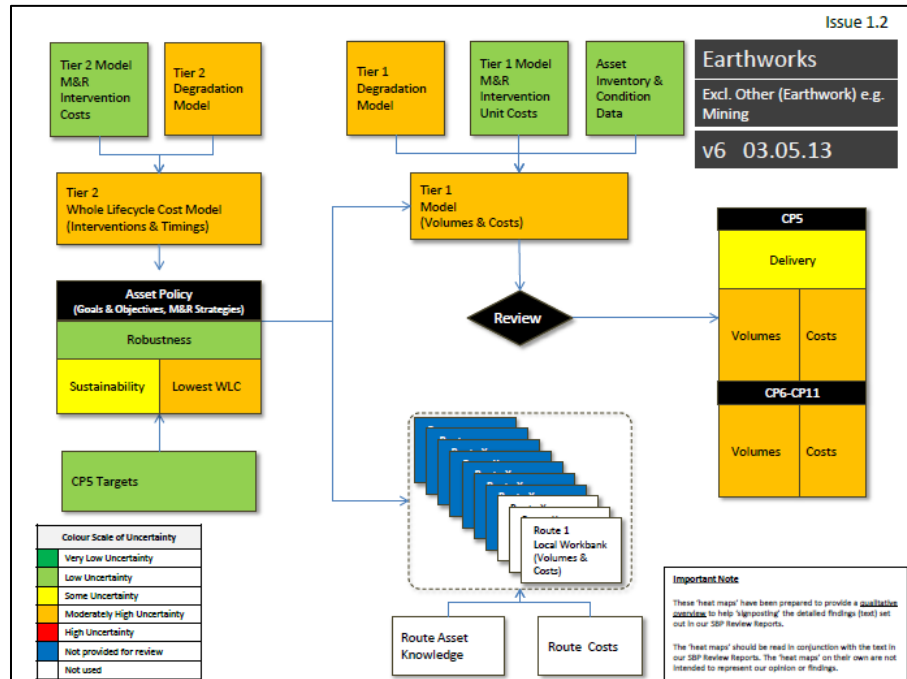 Issue 1.2
Tier 2 Model
M&R
Intervention
Costs
Tier 2
Degradation
Model
Tier 1
Degradation
Model
Tier 1 Model
M&R
Intervention
Unit Costs
Asset
Inventory &
Condition
Data
Earthworks
Excl. Other (Earthwork) e.g.
Mining
v6 03.05.13
Tier 2
Whole Lifecycle Cost Model
(Interventions & Timings)
Tier 1
Model
(Volumes & Costs)
Asset Policy
(Goals & Objectives, M&R Strategies)
Robustness
Sustainability
Lowest WLC
CP5 Targets
Review
CP5
Delivery
Volumes
Costs
CP6-CP11
Volumes
Costs
Route 1
Local Workbank
(Volumes &
Costs)
Route Asset
Knowledge
Route Costs
Colour Scale of Uncertainty
Very Low Uncertainty
Low Uncertainty
Some Uncertainty
Moderately High Uncertainty
High Uncertainty
Not provided for review
Not used
Important Note
These 'heat maps' have been prepared to provide a qualitative
overview to help 'signposting' the detailed findings (text) set
out in our SBP Review Reports.
The 'heat maps' should be read in conjunction with the text in
our SBP Review Reports. The 'heat maps' on their own are not
intended to represent our opinion or findings.